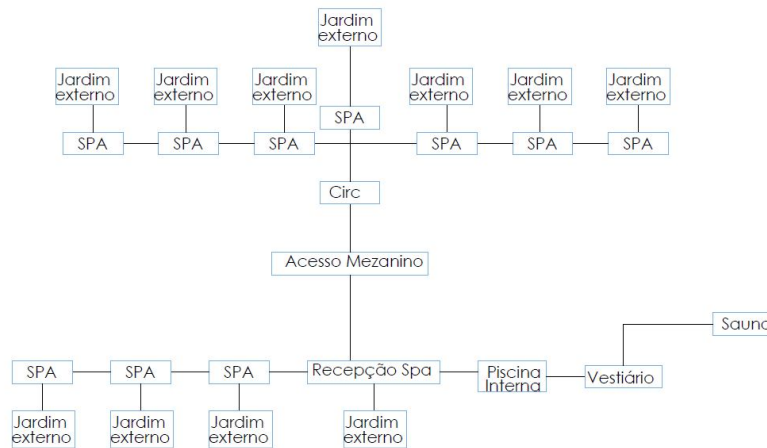 Jardim
externo
Jardim
externo
Jardim
externo
Jardim
externo
Jardim
externo
Jardim
externo
Jardim
externo
SPA
SPA
SPA
SPA
SPA
SPA
SPA
Circ
Acesso Mezanino
Sauna
SPA
SPA
SPA
Recepção Spa
Piscina
Interna
Vestiário
Jardim
externo
Jardim
externo
Jardim
externo
Jardim
externo